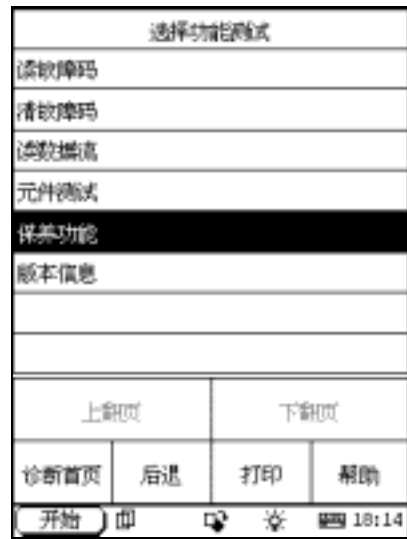 选择功能测试
读故障码
清故障码
读数据流
元件测试
保养功能
版本信息
上翻页 下翻页
诊断首页 后退 打印 帮助
开始 18:14